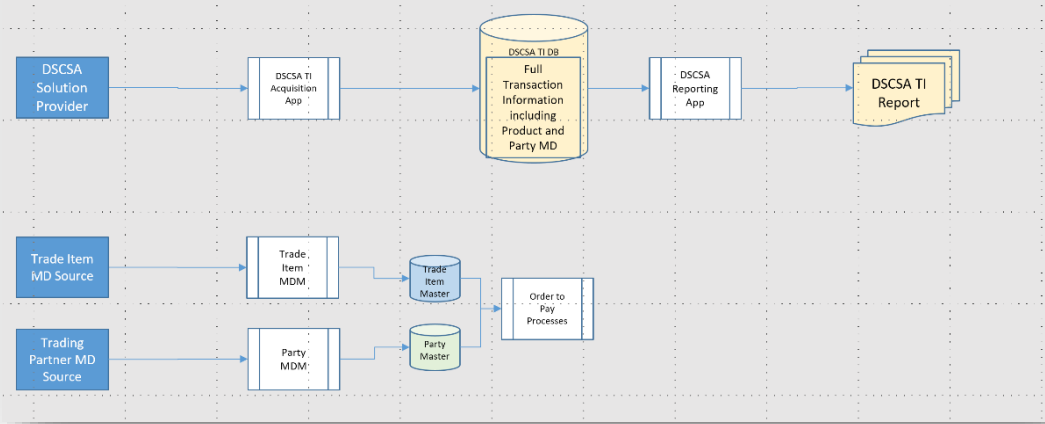 DSCSA
Solution
Provider
DSCSA TI
Acquisition
App
DSCSA TI DB
Full
Transaction
Information
including
Product and
Party MD
DSCSA
Reporting
App
DSCSA TI
Report
Trade Item
MD Source
Trade
Item
MDM
Trade
Item
Master
Order to
Pay
Processes
Trading
Partner MD
Source
Party
MDM
Party
Master